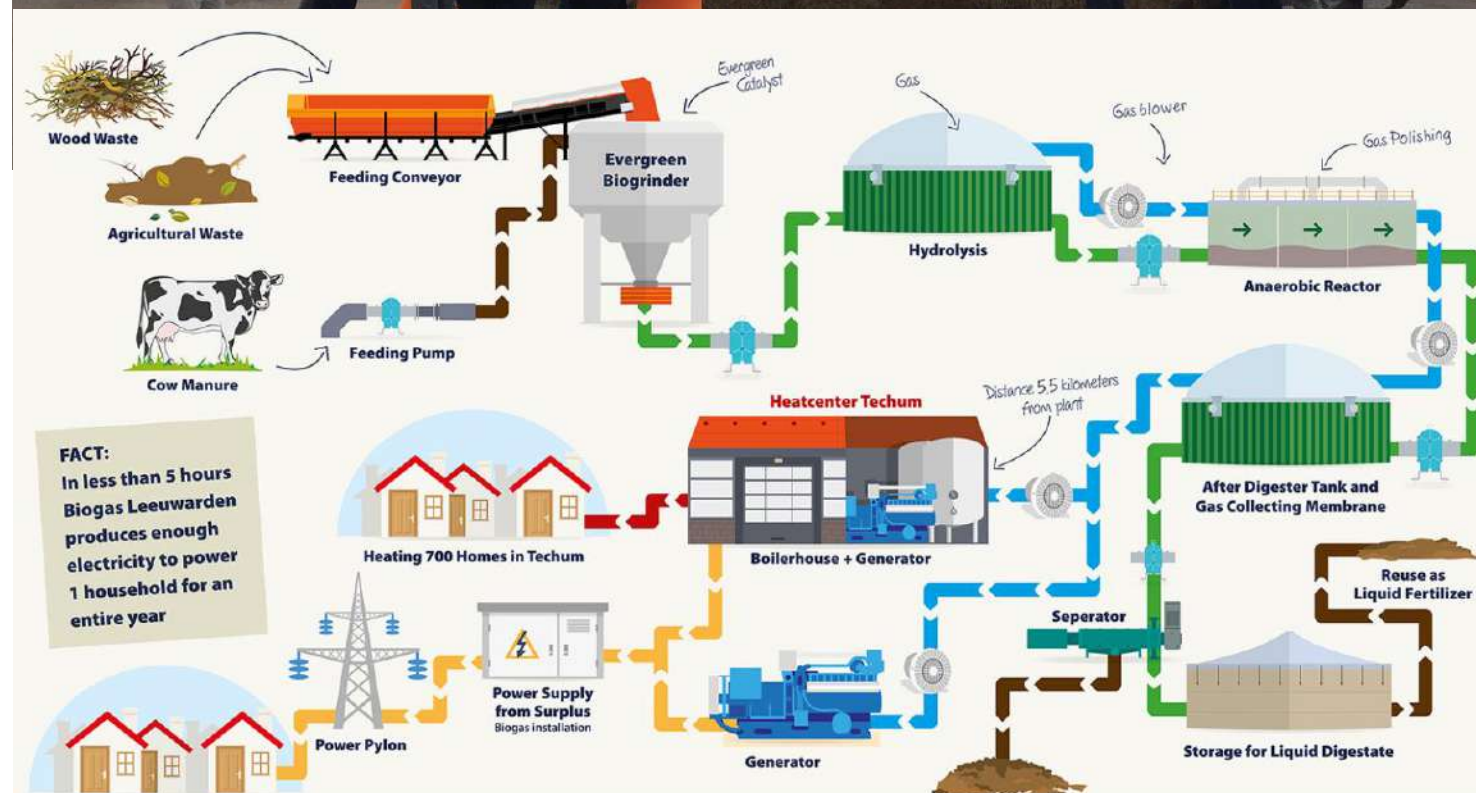 Wood Waste
Agricultural Waste
Cow Manure
Feeding Conveyor
Feeding Pump
Evergreen
Catalyst
Evergreen
Biogrinder
Gas
Hydrolysis
Gas blower
Gas Polishing
Anaerobic Reactor
FACT:
In less than 5 hours
Biogas Leeuwarden
produces enough
electricity to power
1 household for an
entire year
Heatcenter Techum
Distance 5.5 kilometers
from plant
Heating 700 Homes in Techum
Boilerhouse + Generator
After Digester Tank and
Gas Collecting Membrane
Reuse as
Liquid Fertilizer
Seperator
Power Pylon
Power Supply
from Surplus
Biogas installation
Generator
Storage for Liquid Digestate